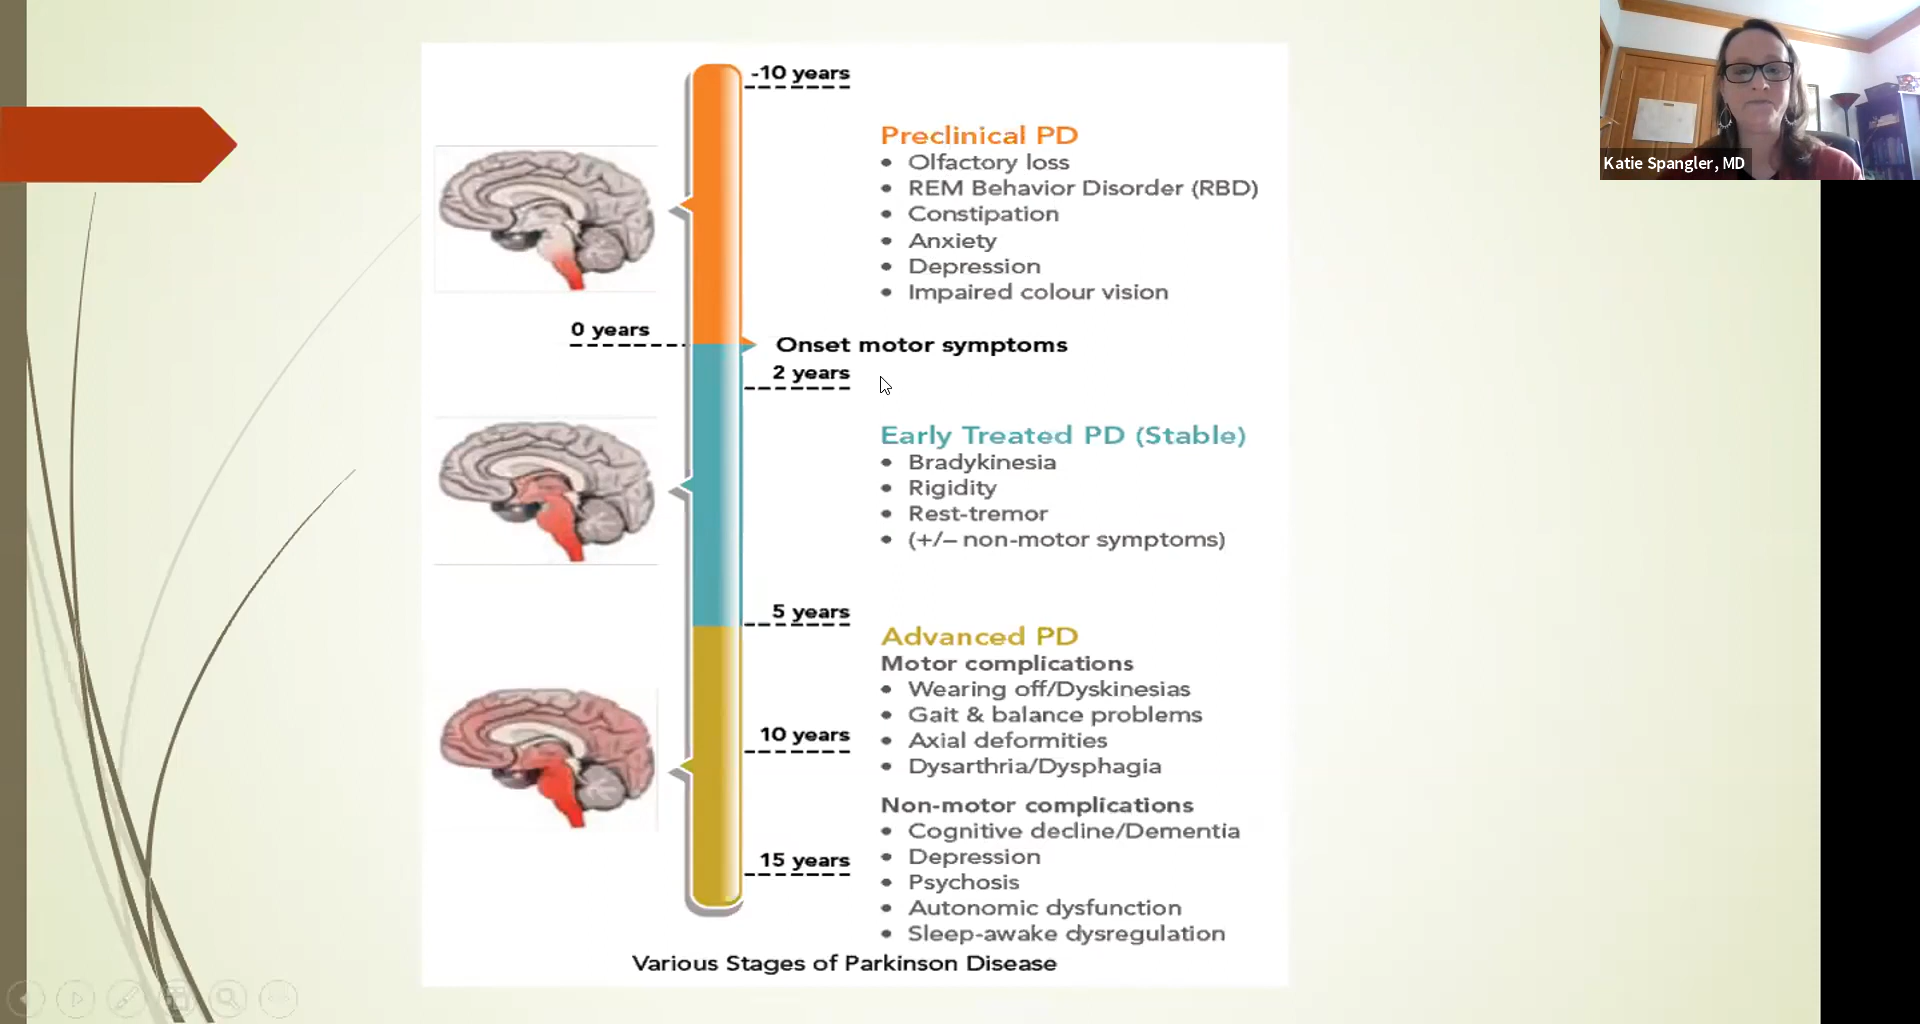 -10 years
Preclinical PD
• Olfactory loss
• REM Behavior Disorder (RBD)
• Constipation
• Anxiety
• Depression
• Impaired colour vision
0 years
Onset motor symptoms
2 years
Early Treated PD (Stable)
• Bradykinesia
• Rigidity
• Rest-tremor
• (+/– non-motor symptoms)
5 years
Advanced PD
Motor complications
• Wearing off/Dyskinesias
• Gait & balance problems
10 years
• Axial deformities
• Dysarthria/Dysphagia
Non-motor complications
• Cognitive decline/Dementia
15 years
• Depression
• Psychosis
• Autonomic dysfunction
• Sleep-awake dysregulation
Various Stages of Parkinson Disease
Katie Spangler, MD